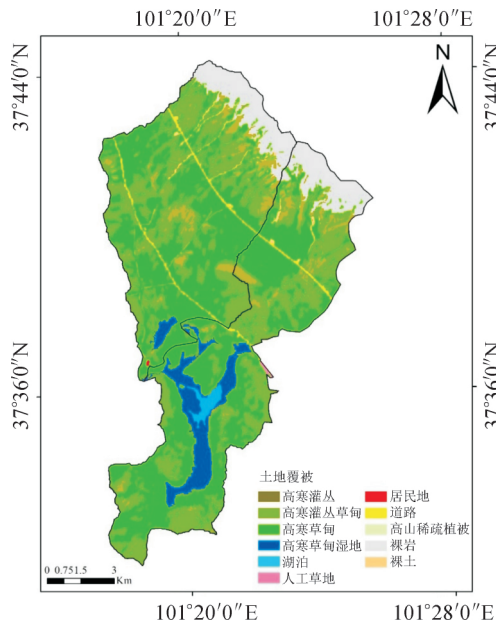 101°20′0″E 101°28′0″E
37°44′0″N 37°44′0″N
N
37°36′0″N 37°36′0″N
土地覆被
高寒灌丛 居民地
高寒灌丛草甸 道路
高寒草甸 高山稀疏植被
高寒草甸湿地 裸岩
湖泊 裸土
人工草地
0 0.751.5 3
Km
101°20′0″E 101°28′0″E